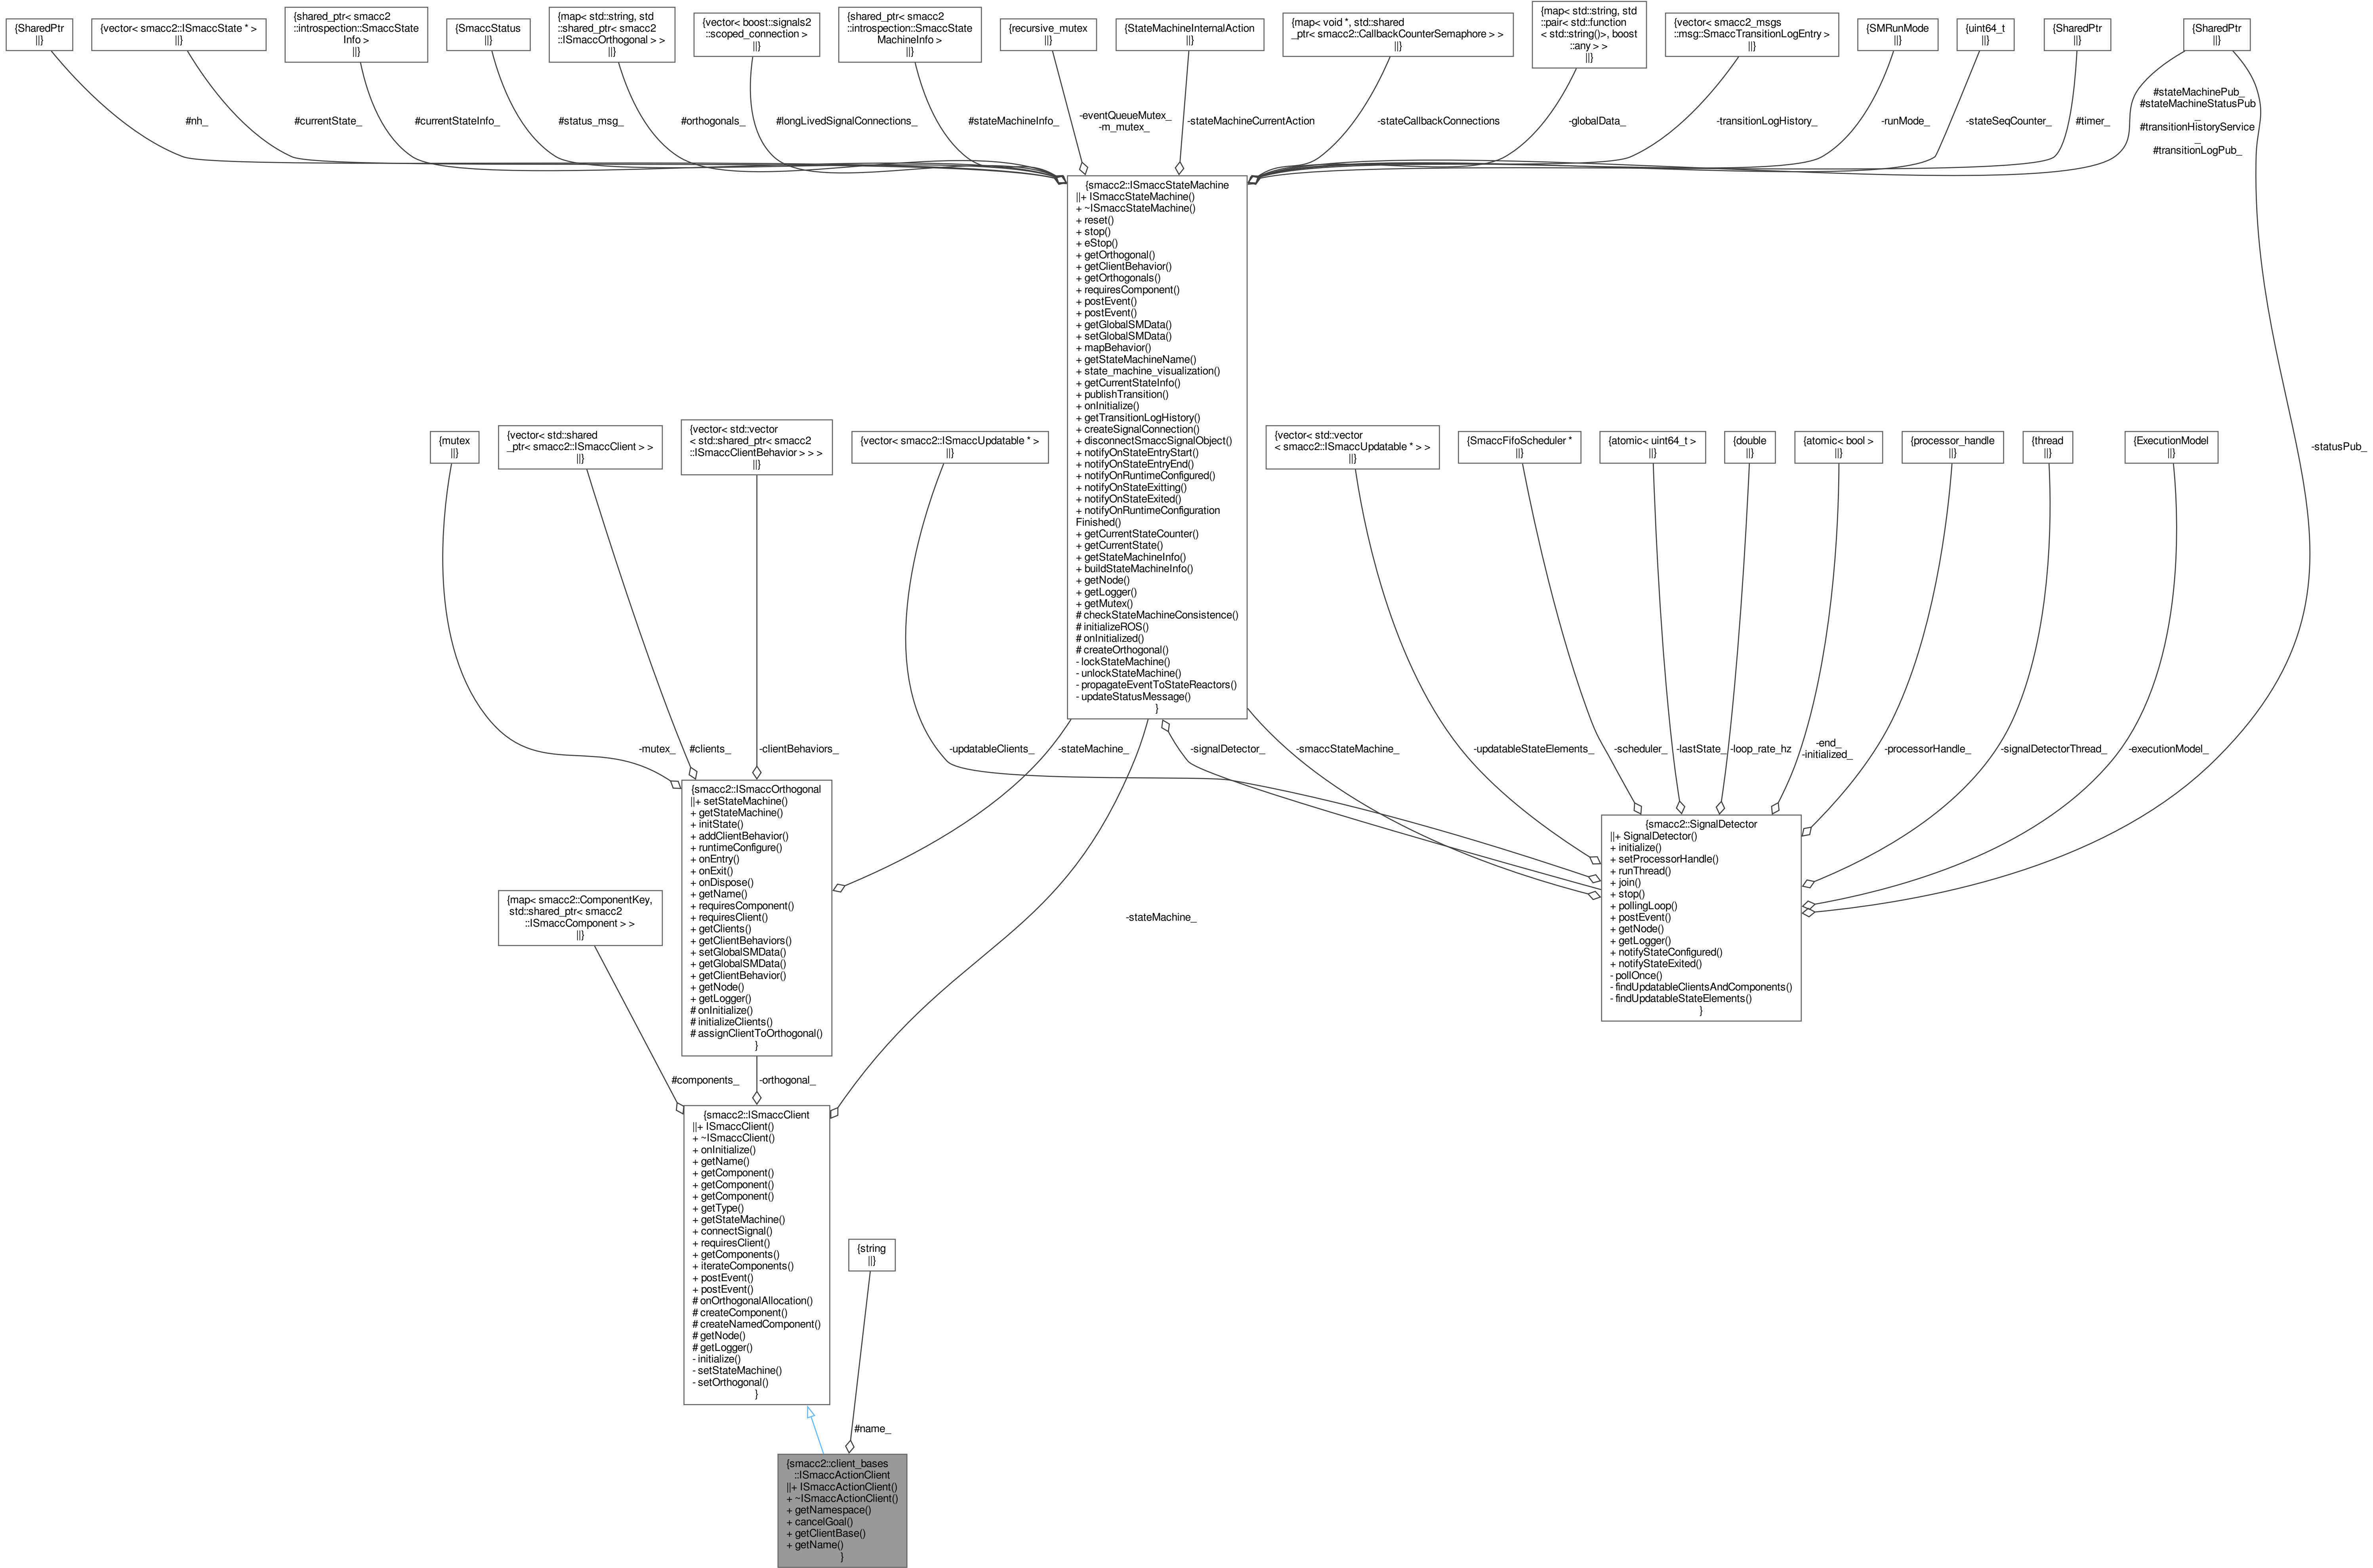 {SharedPtr
||}
{vector< smacc2::ISmaccState * >
||}
{shared_ptr< smacc2
::introspection::SmaccState
Info >
||}
{SmaccStatus
||}
{map< std::string, std
::shared_ptr< smacc2
::ISmaccOrthogonal > >
||}
{vector< boost::signals2
::scoped_connection >
||}
{shared_ptr< smacc2
::introspection::SmaccState
MachineInfo >
||}
{recursive_mutex
||}
{StateMachineInternalAction
||}
{map< void *, std::shared
_ptr< smacc2::CallbackCounterSemaphore > >
||}
{map< std::string, std
::pair< std::function
< std::string()>, boost
::any > >
||}
{vector< smacc2_msgs
::msg::SmaccTransitionLogEntry >
||}
{SMRunMode
||}
{uint64_t
||}
{SharedPtr
||}
{SharedPtr
||}
#nh_
#currentState_
#currentStateInfo_
#status_msg_
#orthogonals_
#longLivedSignalConnections_
#stateMachineInfo_
-eventQueueMutex_
-m_mutex_
-stateMachineCurrentAction
-stateCallbackConnections
-globalData_
-transitionLogHistory_
-runMode_
-stateSeqCounter_
#timer_
#stateMachinePub_
#stateMachineStatusPub
_
#transitionHistoryService
_
#transitionLogPub_
{smacc2::ISmaccStateMachine
||+ ISmaccStateMachine()
+ ~ISmaccStateMachine()
+ reset()
+ stop()
+ eStop()
+ getOrthogonal()
+ getClientBehavior()
+ getOrthogonals()
+ requiresComponent()
+ postEvent()
+ postEvent()
+ getGlobalSMData()
+ setGlobalSMData()
+ mapBehavior()
+ getStateMachineName()
+ state_machine_visualization()
+ getCurrentStateInfo()
+ publishTransition()
+ onInitialize()
+ getTransitionLogHistory()
+ createSignalConnection()
+ disconnectSmaccSignalObject()
+ notifyOnStateEntryStart()
+ notifyOnStateEntryEnd()
+ notifyOnRuntimeConfigured()
+ notifyOnStateExitting()
+ notifyOnStateExited()
+ notifyOnRuntimeConfiguration
Finished()
+ getCurrentStateCounter()
+ getCurrentState()
+ getStateMachineInfo()
+ buildStateMachineInfo()
+ getNode()
+ getLogger()
+ getMutex()
# checkStateMachineConsistence()
# initializeROS()
# onInitialized()
# createOrthogonal()
- lockStateMachine()
- unlockStateMachine()
- propagateEventToStateReactors()
- updateStatusMessage()
}
{mutex
||}
{vector< std::shared
_ptr< smacc2::ISmaccClient > >
||}
{vector< std::vector
< std::shared_ptr< smacc2
::ISmaccClientBehavior > > >
||}
{vector< smacc2::ISmaccUpdatable * >
||}
{vector< std::vector
< smacc2::ISmaccUpdatable * > >
||}
{SmaccFifoScheduler *
||}
{atomic< uint64_t >
||}
{double
||}
{atomic< bool >
||}
{processor_handle
||}
{thread
||}
{ExecutionModel
||}
-statusPub_
-mutex_
#clients_
-clientBehaviors_
-updatableClients_
-stateMachine_
-signalDetector_
-smaccStateMachine_
-updatableStateElements_
-scheduler_
-lastState_
-loop_rate_hz
-end_
-initialized_
-processorHandle_
-signalDetectorThread_
-executionModel_
{smacc2::ISmaccOrthogonal
||+ setStateMachine()
+ getStateMachine()
+ initState()
+ addClientBehavior()
+ runtimeConfigure()
+ onEntry()
+ onExit()
+ onDispose()
+ getName()
+ requiresComponent()
+ requiresClient()
+ getClients()
+ getClientBehaviors()
+ setGlobalSMData()
+ getGlobalSMData()
+ getClientBehavior()
+ getNode()
+ getLogger()
# onInitialize()
# initializeClients()
# assignClientToOrthogonal()
}
{smacc2::SignalDetector
||+ SignalDetector()
+ initialize()
+ setProcessorHandle()
+ runThread()
+ join()
+ stop()
+ pollingLoop()
+ postEvent()
+ getNode()
+ getLogger()
+ notifyStateConfigured()
+ notifyStateExited()
- pollOnce()
- findUpdatableClientsAndComponents()
- findUpdatableStateElements()
}
{map< smacc2::ComponentKey,
std::shared_ptr< smacc2
::ISmaccComponent > >
||}
-stateMachine_
#components_
-orthogonal_
{smacc2::ISmaccClient
||+ ISmaccClient()
+ ~ISmaccClient()
+ onInitialize()
+ getName()
+ getComponent()
+ getComponent()
+ getComponent()
+ getType()
+ getStateMachine()
+ connectSignal()
+ requiresClient()
+ getComponents()
+ iterateComponents()
+ postEvent()
+ postEvent()
# onOrthogonalAllocation()
# createComponent()
# createNamedComponent()
# getNode()
# getLogger()
- initialize()
- setStateMachine()
- setOrthogonal()
}
{string
||}
#name_
{smacc2::client_bases
::ISmaccActionClient
||+ ISmaccActionClient()
+ ~ISmaccActionClient()
+ getNamespace()
+ cancelGoal()
+ getClientBase()
+ getName()
}